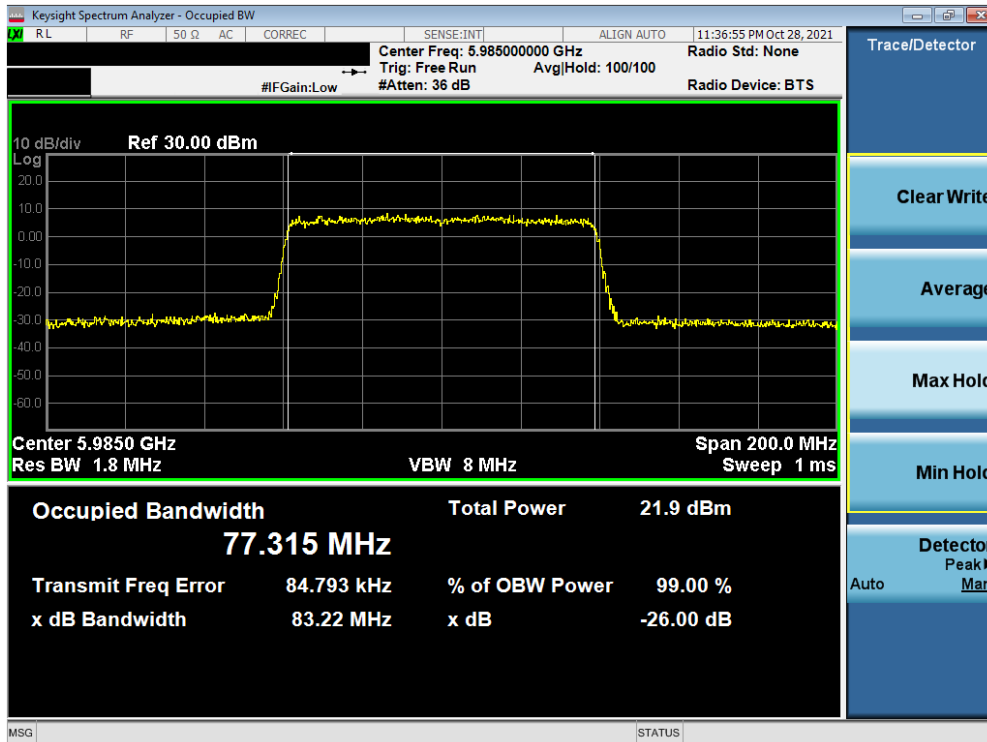 Keysight Spectrum Analyzer - Occupied BW
LXI RL RF 50 Ω AC CORREC SENSE:INT ALIGN AUTO 11:36:55 PM Oct 28, 2021
Center Freq: 5.985000000 GHz Radio Std: None
Trig: Free Run Avg|Hold: 100/100
#IFGain:Low #Atten: 36 dB Radio Device: BTS
Trace/Detector
10 dB/div Ref 30.00 dBm
Log
20.0
10.0
0.00
-10.0
-20.0
-30.0
-40.0
-50.0
-60.0
Center 5.9850 GHz Span 200.0 MHz
Res BW 1.8 MHz VBW 8 MHz Sweep 1 ms
Occupied Bandwidth Total Power 21.9 dBm
77.315 MHz
Transmit Freq Error 84.793 kHz % of OBW Power 99.00 %
x dB Bandwidth 83.22 MHz x dB -26.00 dB
Clear Write
Average
Max Hold
Min Hold
Detector
Peak
Auto Man
MSG STATUS